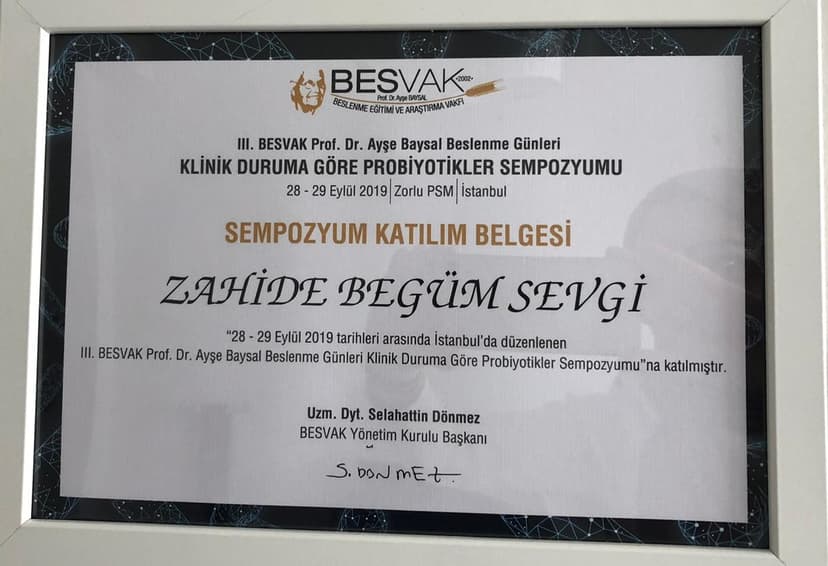 BESVAK
•2002•
Prof. Dr. Ayşe BAYSAL
BESLENME EĞİTİMİ VE ARAŞTIRMA VAKFI
III. BESVAK Prof. Dr. Ayşe Baysal Beslenme Günleri
KLİNİK DURUMA GÖRE PROBİYOTİKLER SEMPOZYUMU
28 - 29 Eylül 2019 | Zorlu PSM | İstanbul
SEMPOZYUM KATILIM BELGESİ
ZAHİDE BEGÜM SEVGİ
"28 - 29 Eylül 2019 tarihleri arasında İstanbul'da düzenlenen
III. BESVAK Prof. Dr. Ayşe Baysal Beslenme Günleri Klinik Duruma Göre Probiyotikler Sempozyumu"na katılmıştır.
Uzm. Dyt. Selahattin Dönmez
BESVAK Yönetim Kurulu Başkanı
S. DONMEZ.